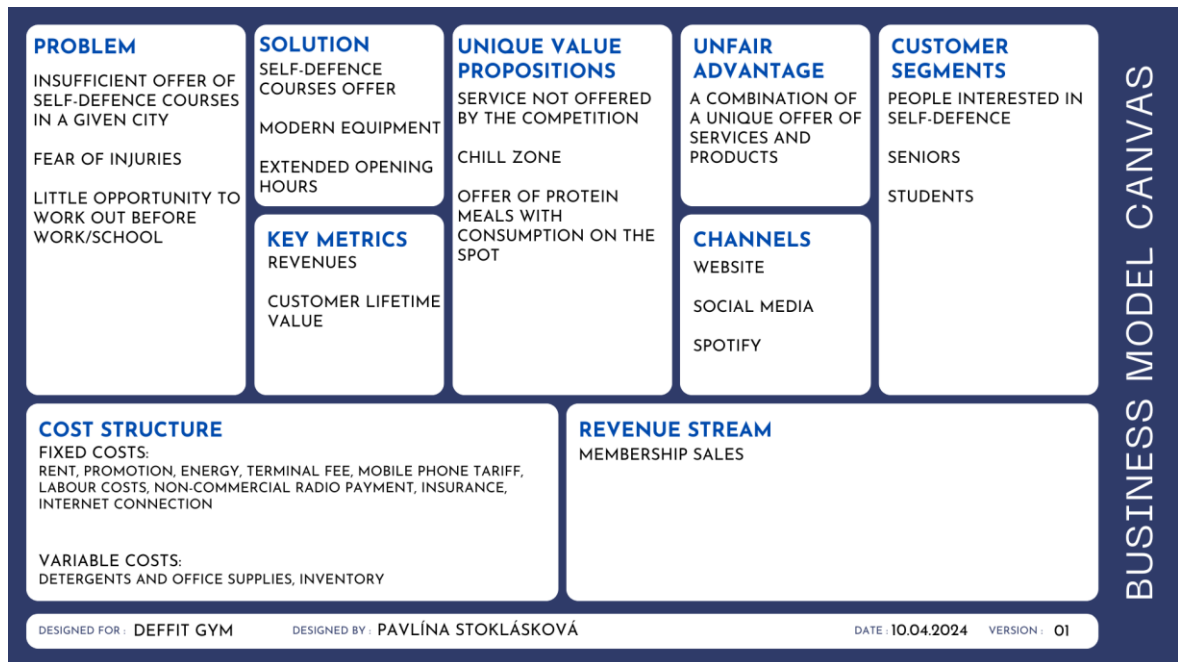 PROBLEM
INSUFFICIENT OFFER OF
SELF-DEFENCE COURSES
IN A GIVEN CITY
FEAR OF INJURIES
LITTLE OPPORTUNITY TO
WORK OUT BEFORE
WORK/SCHOOL
SOLUTION
SELF-DEFENCE
COURSES OFFER
MODERN EQUIPMENT
EXTENDED OPENING
HOURS
KEY METRICS
REVENUES
CUSTOMER LIFETIME
VALUE
UNIQUE VALUE
PROPOSITIONS
SERVICE NOT OFFERED
BY THE COMPETITION
CHILL ZONE
OFFER OF PROTEIN
MEALS WITH
CONSUMPTION ON THE
SPOT
UNFAIR
ADVANTAGE
A COMBINATION OF
A UNIQUE OFFER OF
SERVICES AND
PRODUCTS
CHANNELS
WEBSITE
SOCIAL MEDIA
SPOTIFY
CUSTOMER
SEGMENTS
PEOPLE INTERESTED IN
SELF-DEFENCE
SENIORS
STUDENTS
COST STRUCTURE
FIXED COSTS:
RENT, PROMOTION, ENERGY, TERMINAL FEE, MOBILE PHONE TARIFF,
LABOUR COSTS, NON-COMMERCIAL RADIO PAYMENT, INSURANCE,
INTERNET CONNECTION
VARIABLE COSTS:
DETERGENTS AND OFFICE SUPPLIES, INVENTORY
REVENUE STREAM
MEMBERSHIP SALES
DESIGNED FOR : DEFFIT GYM
DESIGNED BY : PAVLÍNA STOKLÁSKOVÁ
DATE : 10.04.2024
VERSION : 01
BUSINESS MODEL CANVAS